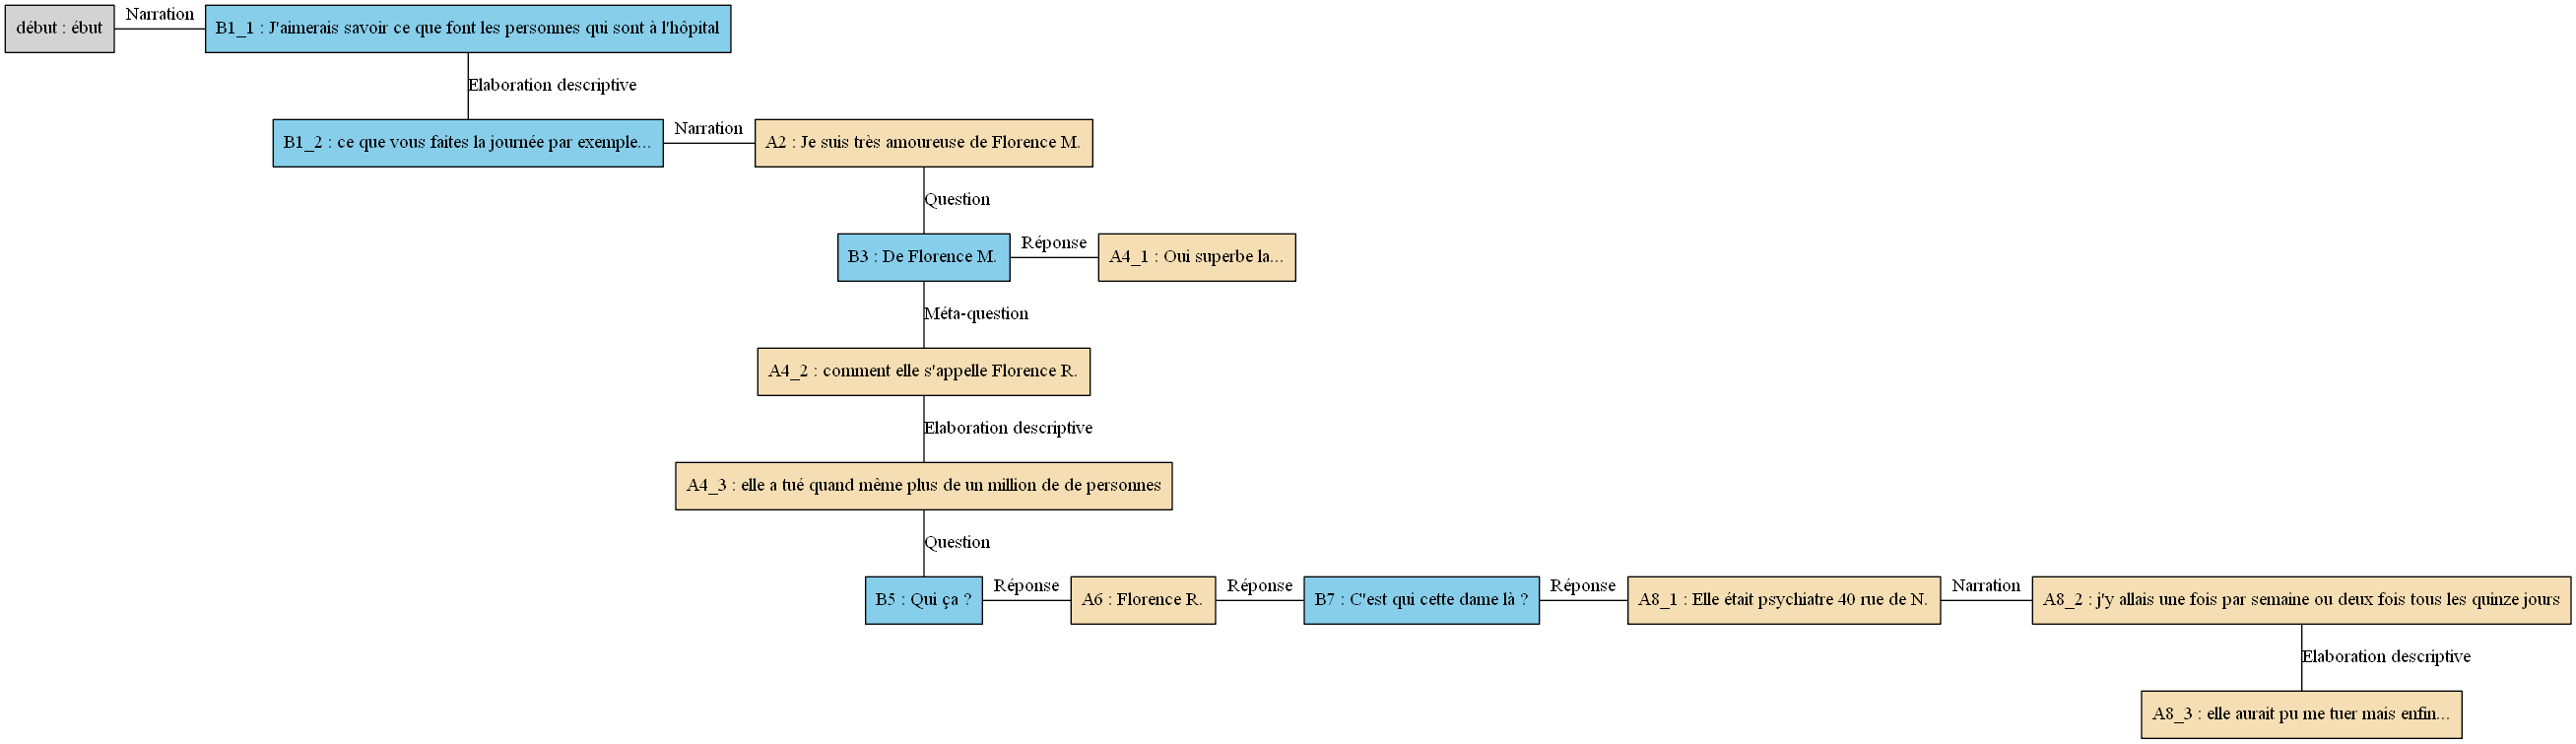 début : ébut
Narration
B1_1 : J'aimerais savoir ce que font les personnes qui sont à l'hôpital
Elaboration descriptive
B1_2 : ce que vous faites la journée par exemple...
Narration
A2 : Je suis très amoureuse de Florence M.
Question
B3 : De Florence M.
Réponse
A4_1 : Oui superbe la...
Méta-question
A4_2 : comment elle s'appelle Florence R.
Elaboration descriptive
A4_3 : elle a tué quand même plus de un million de de personnes
Question
B5 : Qui ça ?
Réponse
A6 : Florence R.
Réponse
B7 : C'est qui cette dame là ?
Réponse
A8_1 : Elle était psychiatre 40 rue de N.
Narration
A8_2 : j'y allais une fois par semaine ou deux fois tous les quinze jours
Elaboration descriptive
A8_3 : elle aurait pu me tuer mais enfin...